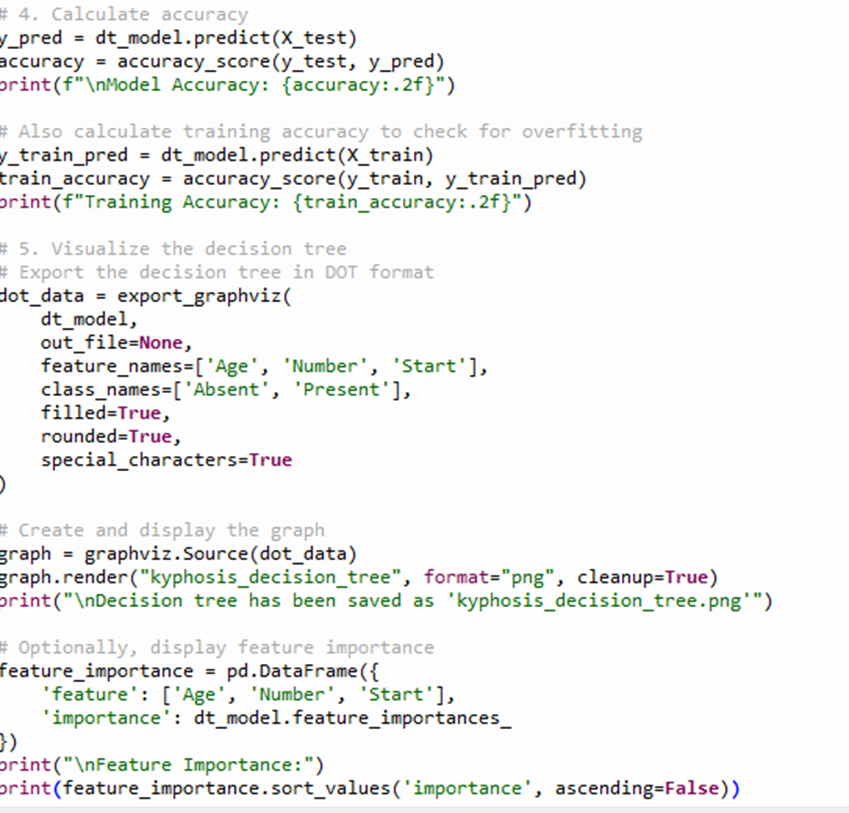 # 4. Calculate accuracy
y_pred = dt_model.predict(X_test)
accuracy = accuracy_score(y_test, y_pred)
print(f"\nModel Accuracy: {accuracy:.2f}")
# Also calculate training accuracy to check for overfitting
y_train_pred = dt_model.predict(X_train)
train_accuracy = accuracy_score(y_train, y_train_pred)
print(f"Training Accuracy: {train_accuracy:.2f}")
# 5. Visualize the decision tree
# Export the decision tree in DOT format
dot_data = export_graphviz(
    dt_model,
    out_file=None,
    feature_names=['Age', 'Number', 'Start'],
    class_names=['Absent', 'Present'],
    filled=True,
    rounded=True,
    special_characters=True
)
# Create and display the graph
graph = graphviz.Source(dot_data)
graph.render("kyphosis_decision_tree", format="png", cleanup=True)
print("\nDecision tree has been saved as 'kyphosis_decision_tree.png'")
# Optionally, display feature importance
feature_importance = pd.DataFrame({
    'feature': ['Age', 'Number', 'Start'],
    'importance': dt_model.feature_importances_
})
print("\nFeature Importance:")
print(feature_importance.sort_values('importance', ascending=False))